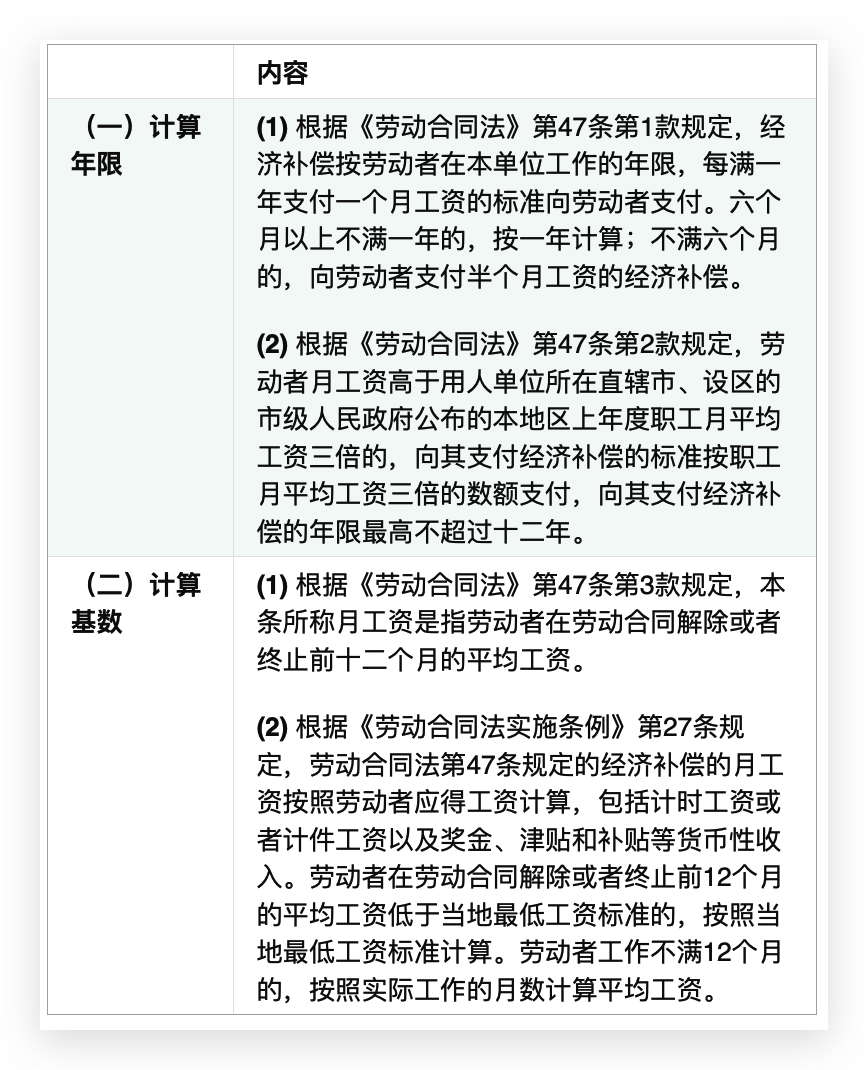 内容
（一）计算
年限
(1) 根据《劳动合同法》第47条第1款规定，经
济补偿按劳动者在本单位工作的年限，每满一
年支付一个月工资的标准向劳动者支付。六个
月以上不满一年的，按一年计算；不满六个月
的，向劳动者支付半个月工资的经济补偿。
(2) 根据《劳动合同法》第47条第2款规定，劳
动者月工资高于用人单位所在直辖市、设区的
市级人民政府公布的本地区上年度职工月平均
工资三倍的，向其支付经济补偿的标准按职工
月平均工资三倍的数额支付，向其支付经济补
偿的年限最高不超过十二年。
（二）计算
基数
(1) 根据《劳动合同法》第47条第3款规定，本
条所称月工资是指劳动者在劳动合同解除或者
终止前十二个月的平均工资。
(2) 根据《劳动合同法实施条例》第27条规
定，劳动合同法第47条规定的经济补偿的月工
资按照劳动者应得工资计算，包括计时工资或
者计件工资以及奖金、津贴和补贴等货币性收
入。劳动者在劳动合同解除或者终止前12个月
的平均工资低于当地最低工资标准的，按照当
地最低工资标准计算。劳动者工作不满12个月
的，按照实际工作的月数计算平均工资。